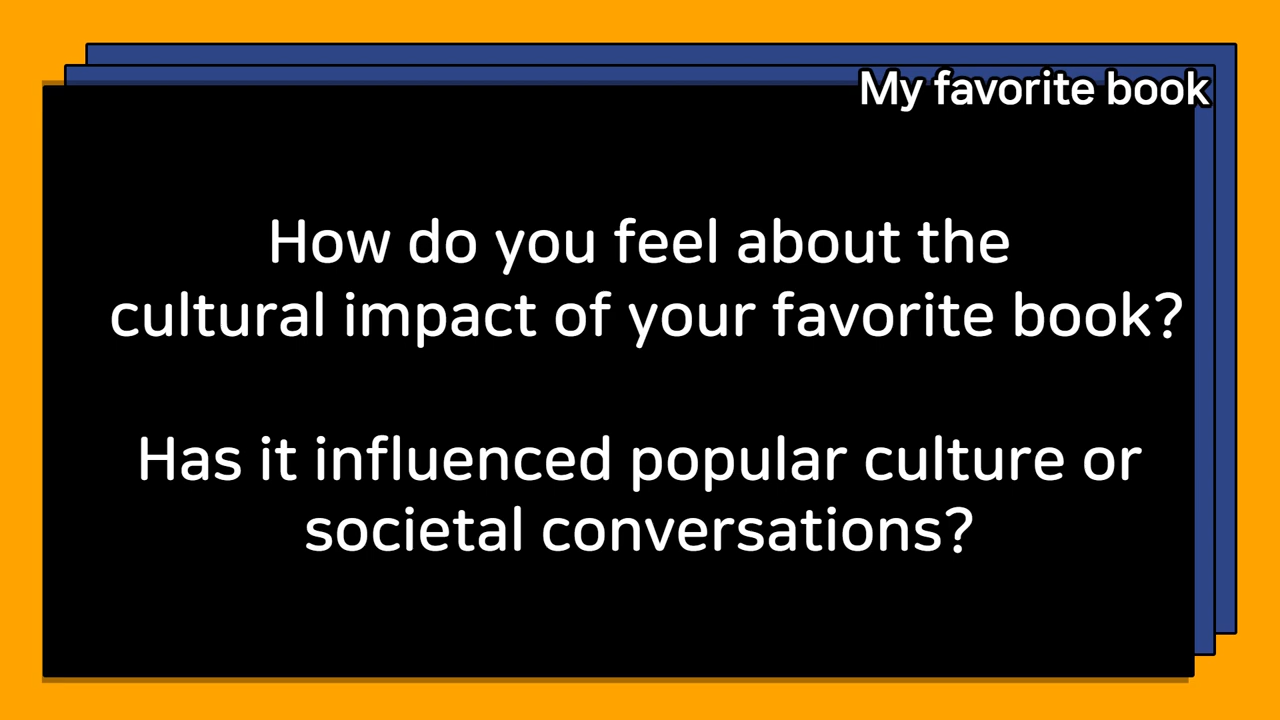 My favorite book
How do you feel about the
cultural impact of your favorite book?
Has it influenced popular culture or
societal conversations?